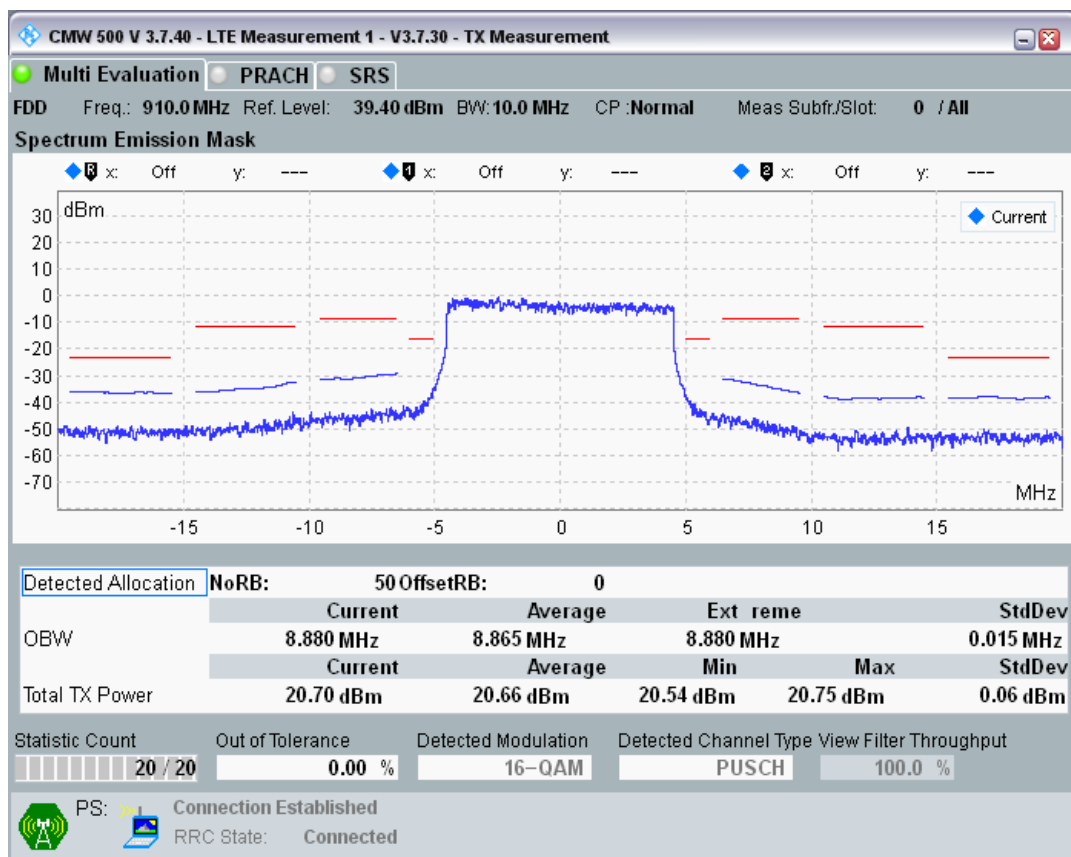 CMW 500 V 3.7.40 - LTE Measurement 1 - V3.7.30 - TX Measurement
Multi Evaluation PRACH SRS
FDD Freq.: 910.0 MHz Ref. Level: 39.40 dBm BW: 10.0 MHz CP :Normal Meas Subfr./Slot: 0 / All
Spectrum Emission Mask
R x: Off y: --- 1 x: Off y: --- 2 x: Off y: ---
dBm
Current
30
20
10
0
-10
-20
-30
-40
-50
-60
-70
MHz
-15 -10 -5 0 5 10 15
Detected Allocation NoRB: 50 OffsetRB: 0
Current Average Ext reme StdDev
OBW 8.880 MHz 8.865 MHz 8.880 MHz 0.015 MHz
Current Average Min Max StdDev
Total TX Power 20.70 dBm 20.66 dBm 20.54 dBm 20.75 dBm 0.06 dBm
Statistic Count Out of Tolerance Detected Modulation Detected Channel Type View Filter Throughput
20 / 20 0.00 % 16-QAM PUSCH 100.0 %
PS: Connection Established
RRC State: Connected